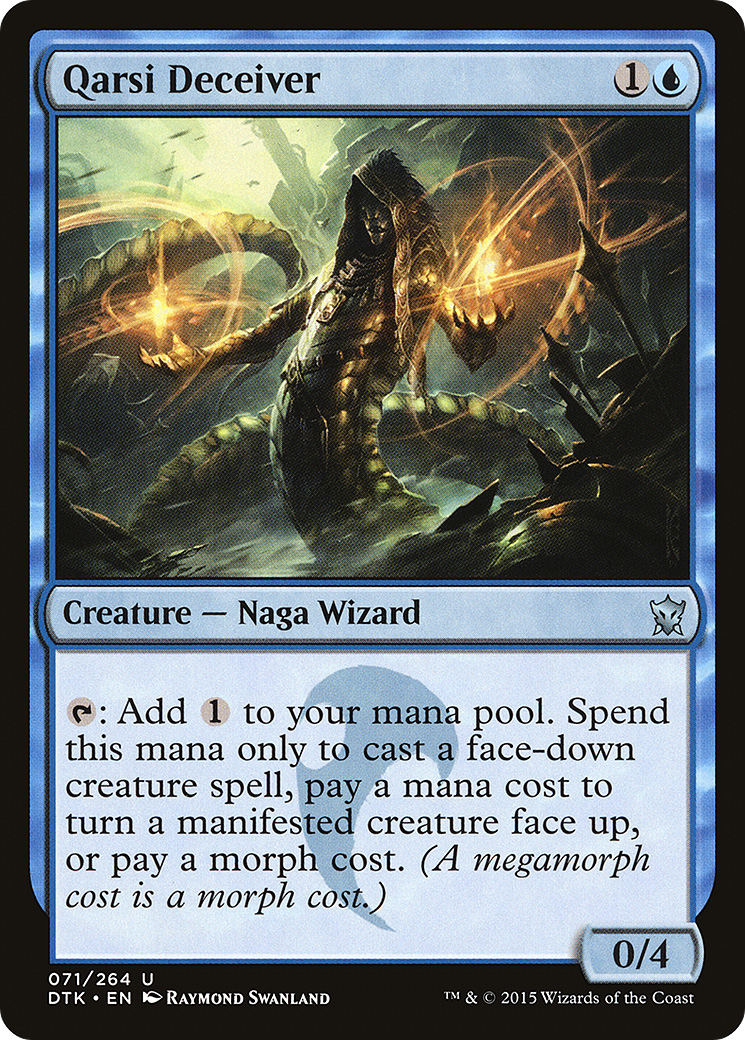 Qarsi Deceiver 1
Creature — Naga Wizard
: Add 1 to your mana pool. Spend
this mana only to cast a face-down
creature spell, pay a mana cost to
turn a manifested creature face up,
or pay a morph cost. (A megamorph
cost is a morph cost.)
0/4
071/264 U
DTK • EN Raymond Swanland ™ & © 2015 Wizards of the Coast